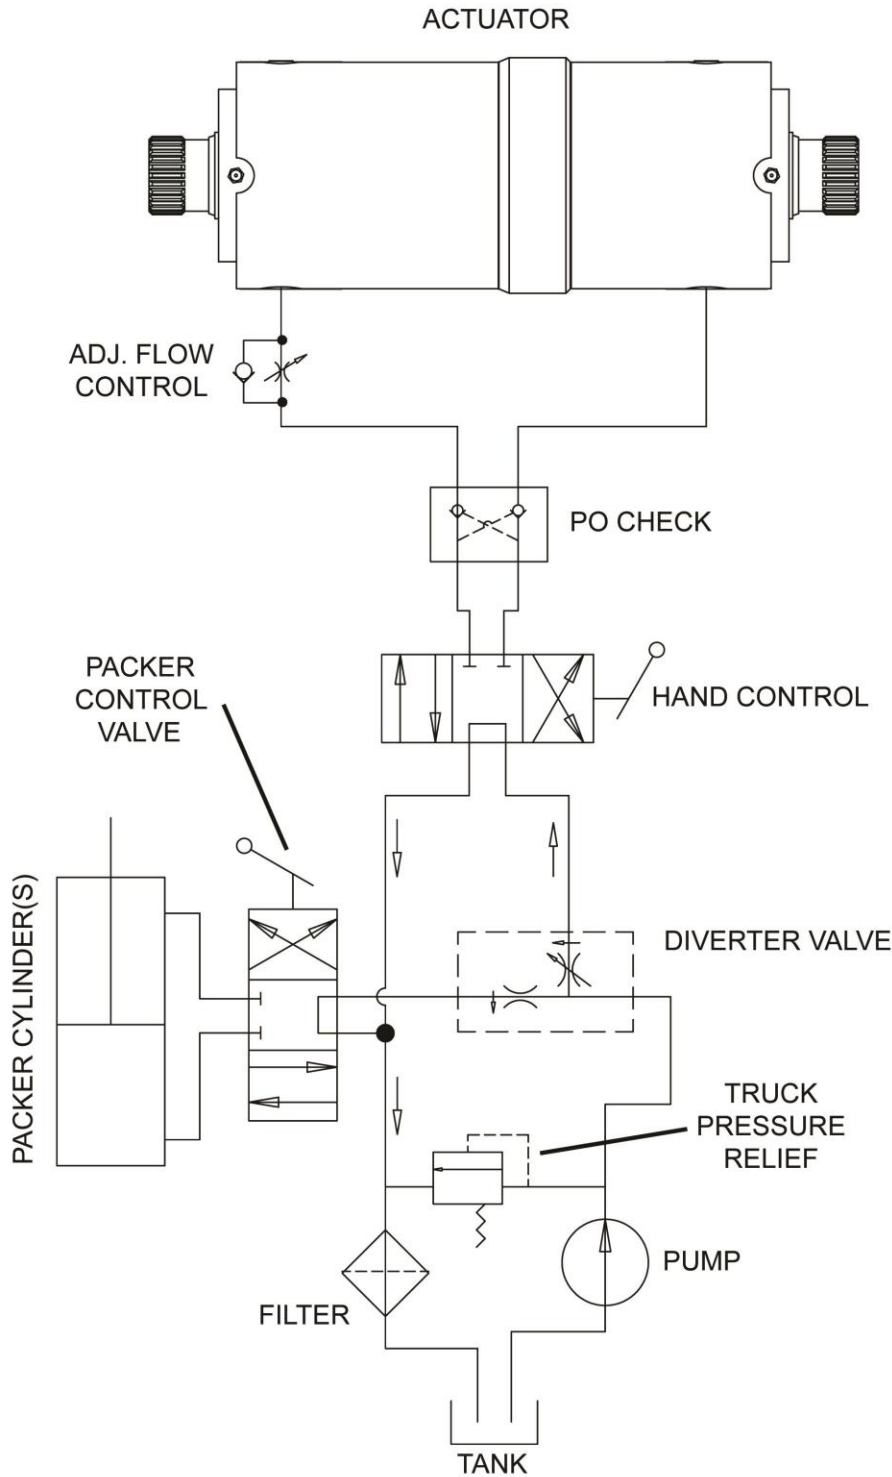 ACTUATOR
ADJ. FLOW
CONTROL
PO CHECK
PACKER
CONTROL
VALVE
HAND CONTROL
PACKER CYLINDER(S)
DIVERTER VALVE
TRUCK
PRESSURE
RELIEF
PUMP
FILTER
TANK